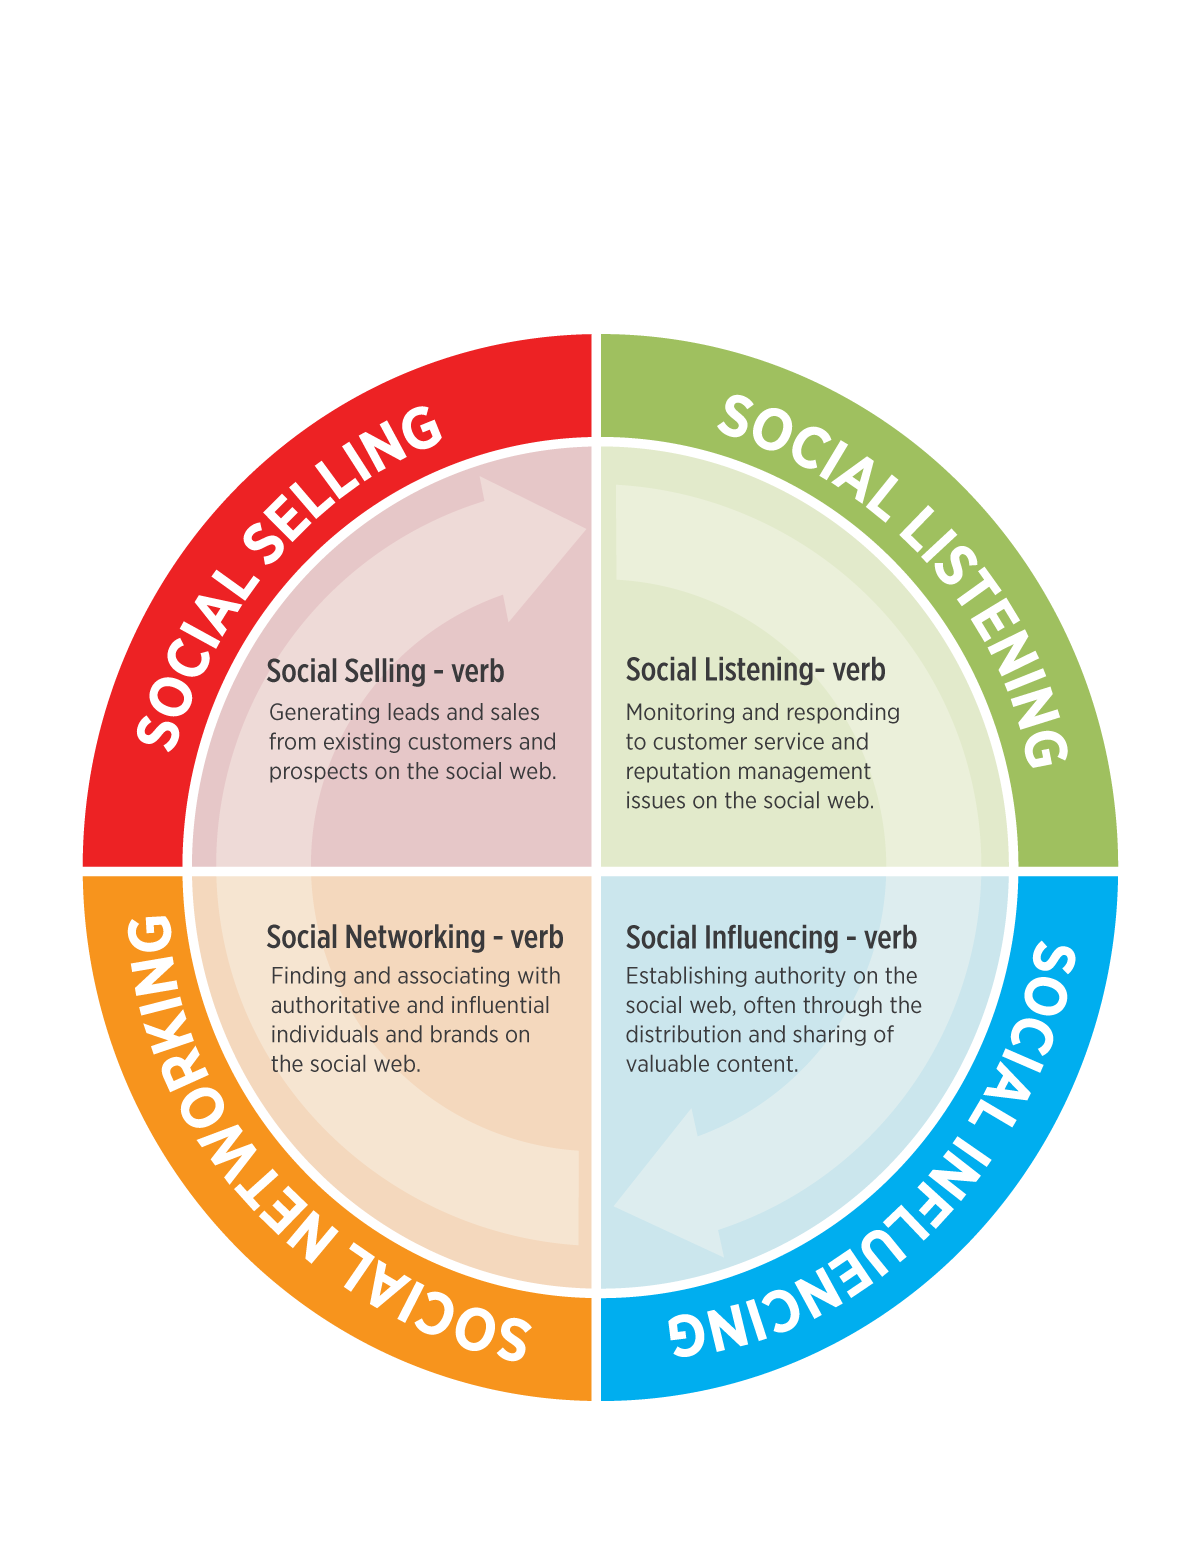 SOCIAL SELLING
SOCIAL LISTENING
Social Selling - verb
Generating leads and sales
from existing customers and
prospects on the social web.
Social Listening- verb
Monitoring and responding
to customer service and
reputation management
issues on the social web.
Social Networking - verb
Finding and associating with
authoritative and influential
individuals and brands on
the social web.
Social Influencing - verb
Establishing authority on the
social web, often through the
distribution and sharing of
valuable content.
SOCIAL NETWORKING
SOCIAL INFLUENCING